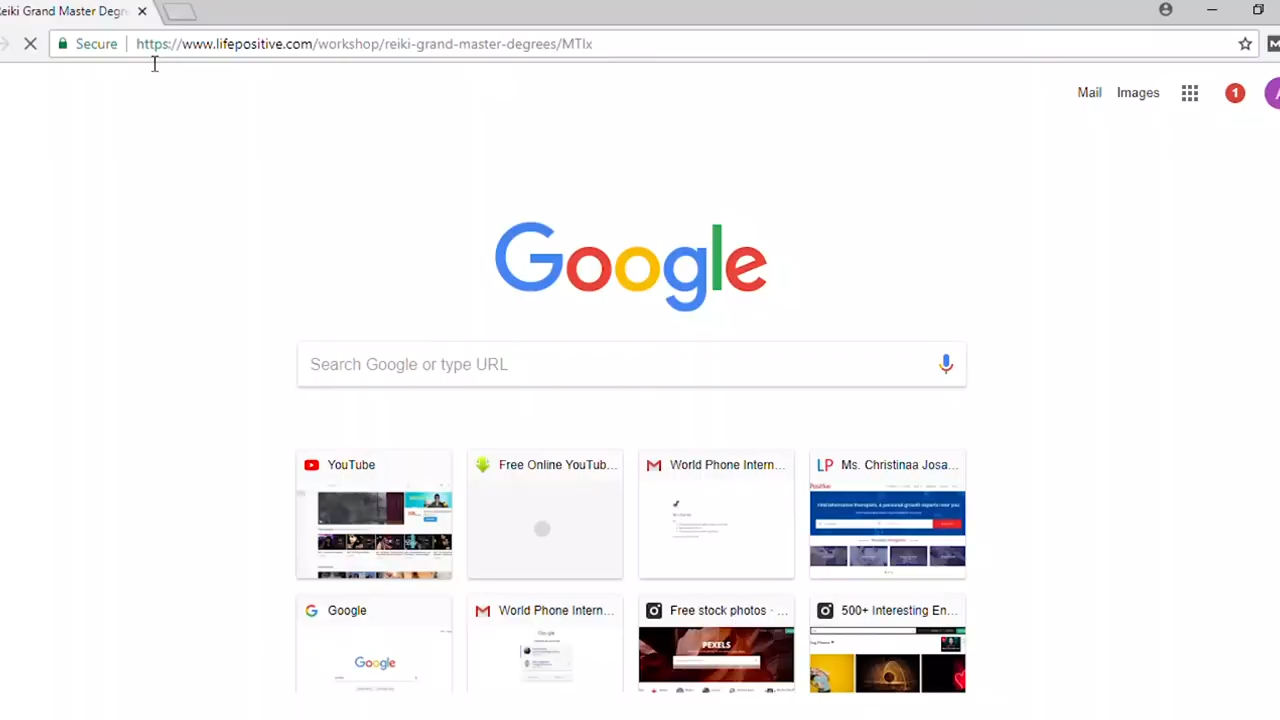 eiki Grand Master Degre
Secure https://www.lifepositive.com/workshop/reiki-grand-master-degrees/MTIx
Mail Images 1
Google
Search Google or type URL
YouTube
Free Online YouTub...
World Phone Intern...
LP Ms. Christinaa Josa...
Google
World Phone Intern...
Free stock photos · ...
500+ Interesting En...
Positive
Google
PEXELS